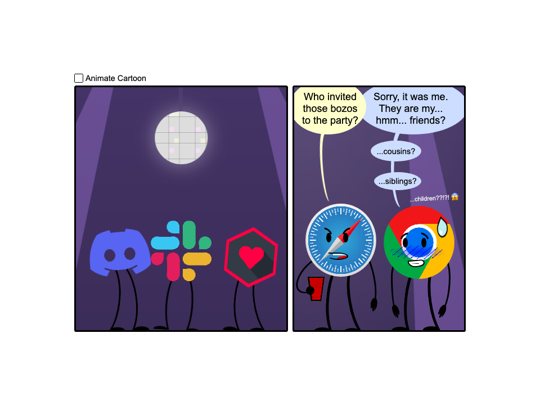 Animate Cartoon
Who invited
those bozos
to the party?
Sorry, it was me.
They are my...
hmm... friends?
...cousins?
...siblings?
...children??!?! 😱